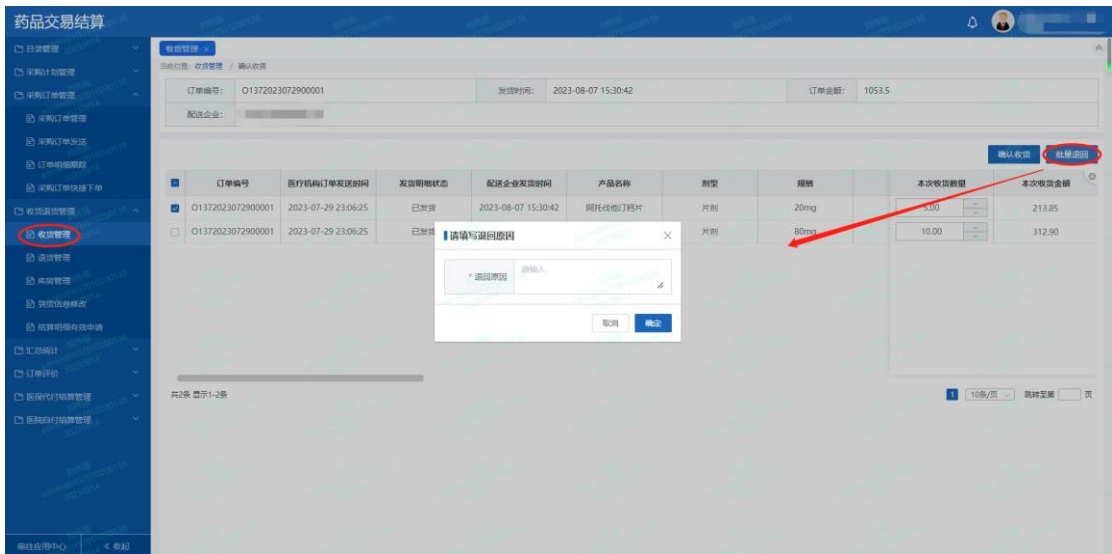 药品交易结算
目录管理
收货管理 ×
采购计划管理
当前位置: 收货管理 / 确认收货
采购订单管理
订单编号: O1372023072900001 发货时间: 2023-08-07 15:30:42 订单金额: 1053.5
采购订单管理
配送企业:
采购订单发送
订单明细跟踪
确认收货 批量退回
采购订单快捷下单
订单编号 医疗机构订单发送时间 发货明细状态 配送企业发货时间 产品名称 剂型 规格 本次收货数量 本次收货金额
收货退货管理
O1372023072900001 2023-07-29 23:06:25 已发货 2023-08-07 15:30:42 阿托伐他汀钙片 片剂 20mg 5.00 213.85
收货管理
O1372023072900001 2023-07-29 23:06:25 已发货 片剂 80mg 10.00 312.90
请填写退回原因 ×
退货管理
* 退回原因 请输入
库房管理
到货信息修改
取消 确定
结算明细有效申请
汇总统计
订单评价
医保代付结算管理
共2条 显示1-2条 1 10条/页 跳转至第 页
医院自付结算管理
前往应用中心 « 收起